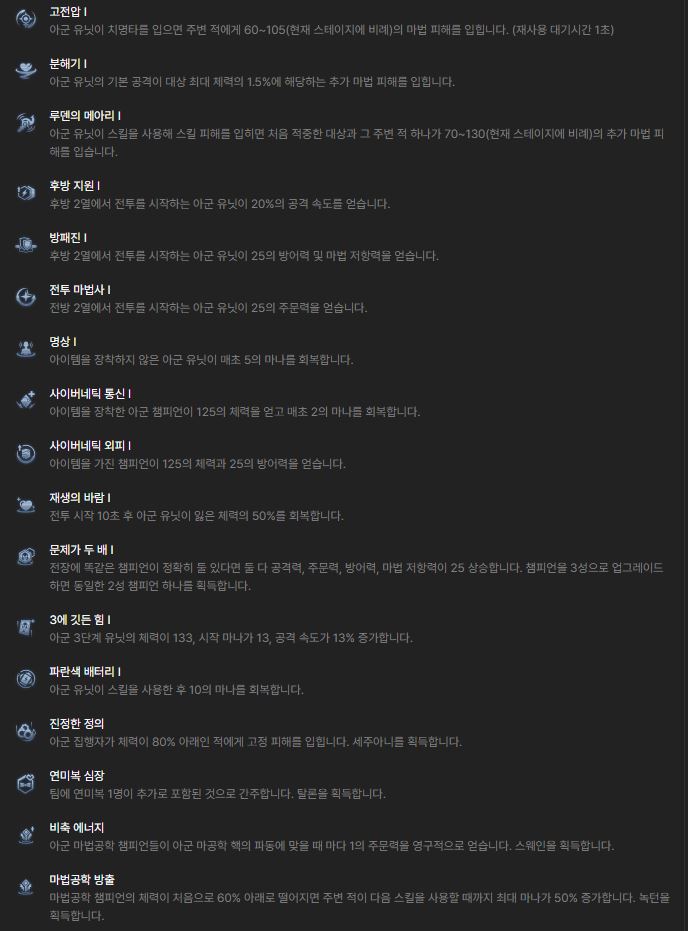 고전압 I
아군 유닛이 치명타를 입으면 주변 적에게 60~105(현재 스테이지에 비례)의 마법 피해를 입힙니다. (재사용 대기시간 1초)
분해기 I
아군 유닛의 기본 공격이 대상 최대 체력의 1.5%에 해당하는 추가 마법 피해를 입힙니다.
루덴의 메아리 I
아군 유닛이 스킬을 사용해 스킬 피해를 입히면 처음 적중한 대상과 그 주변 적 하나가 70~130(현재 스테이지에 비례)의 추가 마법 피
해를 입습니다.
후방 지원 I
후방 2열에서 전투를 시작하는 아군 유닛이 20%의 공격 속도를 얻습니다.
방패진 I
후방 2열에서 전투를 시작하는 아군 유닛이 25의 방어력 및 마법 저항력을 얻습니다.
전투 마법사 I
전방 2열에서 전투를 시작하는 아군 유닛이 25의 주문력을 얻습니다.
명상 I
아이템을 장착하지 않은 아군 유닛이 매초 5의 마나를 회복합니다.
사이버네틱 통신 I
아이템을 장착한 아군 챔피언이 125의 체력을 얻고 매초 2의 마나를 회복합니다.
사이버네틱 외피 I
아이템을 가진 챔피언이 125의 체력과 25의 방어력을 얻습니다.
재생의 바람 I
전투 시작 10초 후 아군 유닛이 잃은 체력의 50%를 회복합니다.
문제가 두 배 I
전장에 똑같은 챔피언이 정확히 둘 있다면 둘 다 공격력, 주문력, 방어력, 마법 저항력이 25 상승합니다. 챔피언을 3성으로 업그레이드
하면 동일한 2성 챔피언 하나를 획득합니다.
3에 깃든 힘 I
아군 3단계 유닛의 체력이 133, 시작 마나가 13, 공격 속도가 13% 증가합니다.
파란색 배터리 I
아군 유닛이 스킬을 사용한 후 10의 마나를 회복합니다.
진정한 정의
아군 집행자가 체력이 80% 아래인 적에게 고정 피해를 입힙니다. 세주아니를 획득합니다.
연미복 심장
팀에 연미복 1명이 추가로 포함된 것으로 간주합니다. 탈론을 획득합니다.
비축 에너지
아군 마법공학 챔피언들이 아군 마공학 핵의 파동에 맞을 때 마다 1의 주문력을 영구적으로 얻습니다. 스웨인을 획득합니다.
마법공학 방출
마법공학 챔피언의 체력이 처음으로 60% 아래로 떨어지면 주변 적이 다음 스킬을 사용할 때까지 최대 마나가 50% 증가합니다. 녹턴을
획득합니다.